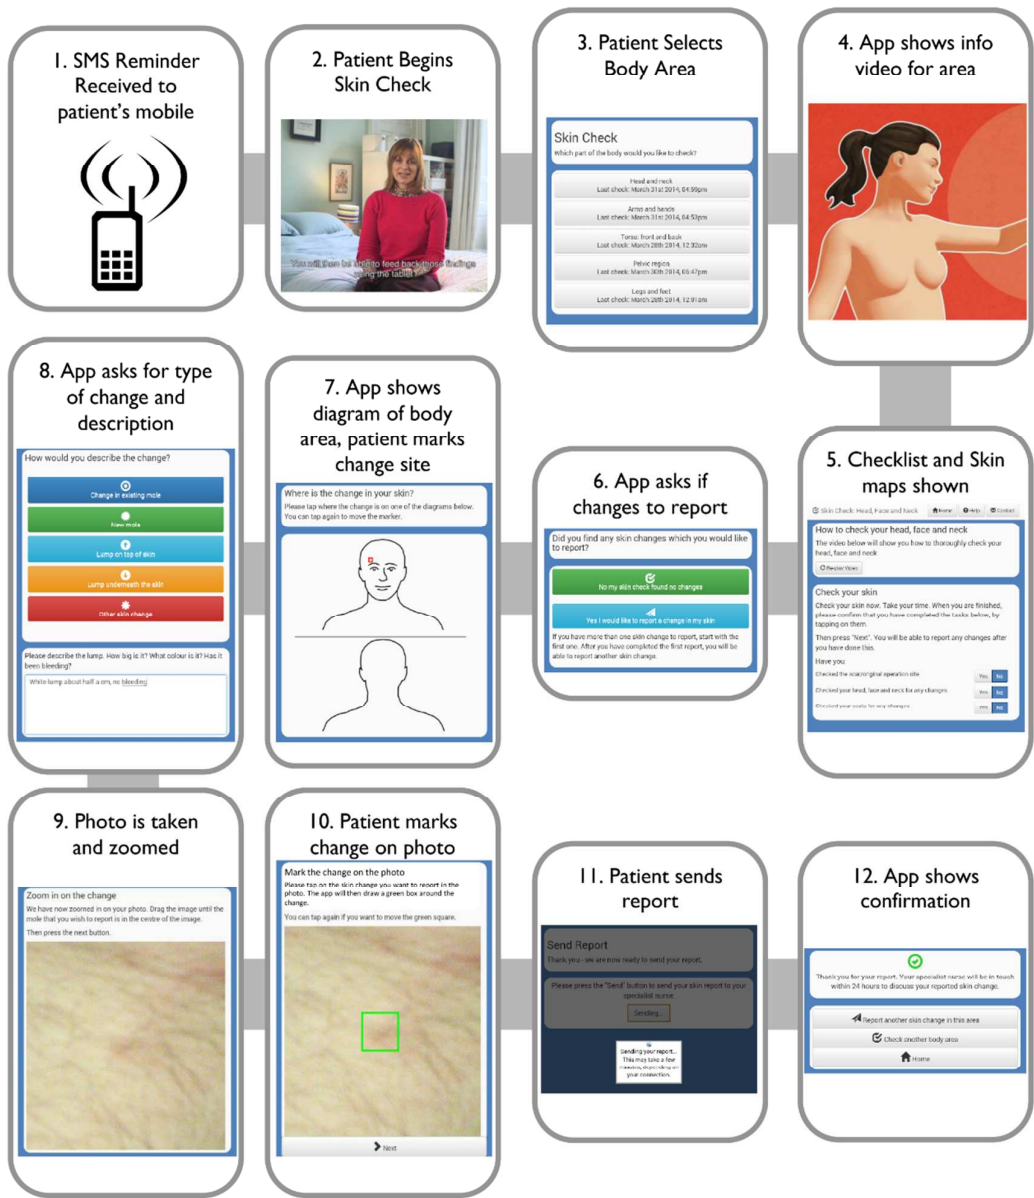 1. SMS Reminder
Received to
patient's mobile
2. Patient Begins
Skin Check
You will then be able to feed back those findings
using the tablet
3. Patient Selects
Body Area
Skin Check
Which part of the body would you like to check?
Head and neck
Last check: March 31st 2014, 04:59pm
Arms and hands
Last check: March 31st 2014, 04:53pm
Torso: front and back
Last check: March 28th 2014, 12:32am
Pelvic region
Last check: March 30th 2014, 06:47pm
Legs and feet
Last check: March 28th 2014, 12:01am
4. App shows info
video for area
8. App asks for type
of change and
description
How would you describe the change?
Change in existing mole
New mole
Lump on top of skin
Lump underneath the skin
Other skin change
Please describe the lump. How big is it? What colour is it? Has it
been bleeding?
White lump about half a cm, no bleeding
7. App shows
diagram of body
area, patient marks
change site
Where is the change in your skin?
Please tap where the change is on one of the diagrams below.
You can tap again to move the marker.
6. App asks if
changes to report
Did you find any skin changes which you would like
to report?
No my skin check found no changes
Yes I would like to report a change in my skin
If you have more than one skin change to report, start with the
first one. After you have completed the first report, you will be
able to report another skin change.
5. Checklist and Skin
maps shown
Skin Check: Head, Face and Neck Home Help Contact
How to check your head, face and neck
The video below will show you how to thoroughly check your
head, face and neck
Check your skin
Check your skin now. Take your time. When you are finished,
please confirm that you have completed the tasks below, by
tapping on them.
Then press "Next". You will be able to report any changes after
you have done this.
Have you:
Checked the scar/original operation site Yes No
Checked your head, face and neck for any changes Yes No
Checked your for any changes Yes No
9. Photo is taken
and zoomed
Zoom in on the change
We have now zoomed in on your photo. Drag the image until the
mole that you wish to report is in the centre of the image.
Then press the next button.
10. Patient marks
change on photo
Mark the change on the photo
Please tap on the skin change you want to report in the
photo. The app will then draw a green box around the
change.
You can tap again if you want to move the green square.
Next
11. Patient sends
report
Send Report
Thank you - we are now ready to send your report.
Please press the "Send" button to send your skin report to your
specialist nurse
Sending...
Sending your report...
This may take a few
minutes, depending on
your connection.
12. App shows
confirmation
Thank you for your report. Your specialist nurse will be in touch
within 24 hours to discuss your reported skin change.
Report another skin change in this area
Check another body area
Home